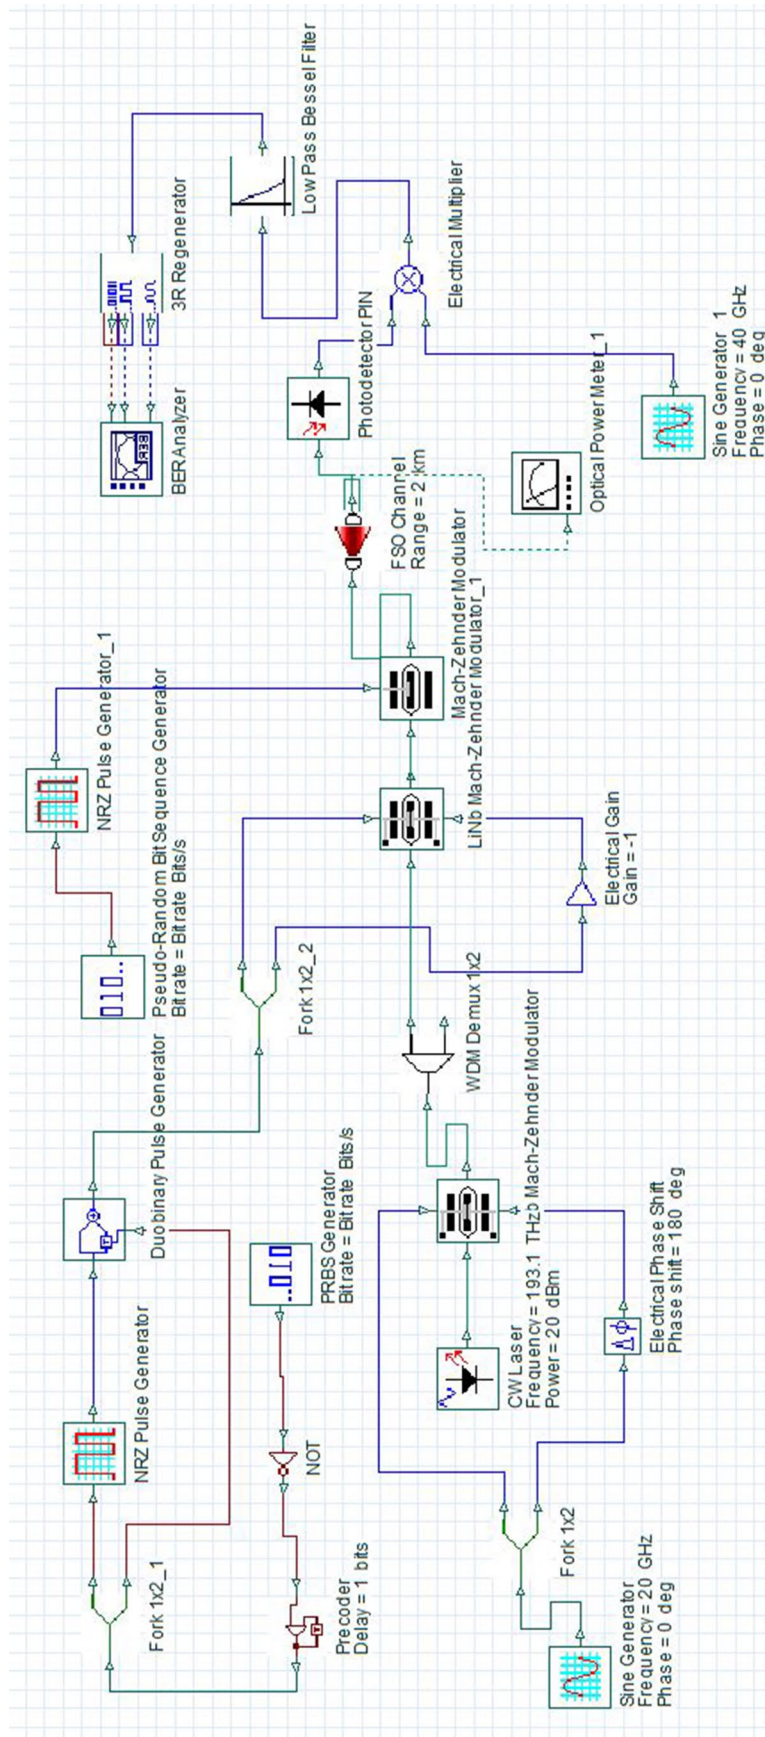 Fork 1x2_1
NRZ Pulse Generator
Duobinary Pulse Generator
Precoder
Delay = 1 bits
NOT
PRBS Generator
Bitrate = Bitrate Bits/s
Fork 1x2_2
Pseudo-Random Bit Sequence Generator
Bitrate = Bitrate Bits/s
NRZ Pulse Generator_1
Sine Generator
Frequency = 20 GHz
Phase = 0 deg
Fork 1x2
CW Laser
Frequency = 193.1 THzb Mach-Zehnder Modulator
Power = 20 dBm
Electrical Phase Shift
Phase shift = 180 deg
WDM Demux 1x2
Electrical Gain
Gain = -1
Mach-Zehnder Modulator
LiNb Mach-Zehnder Modulator_1
FSO Channel
Range = 2 km
Optical Power Meter_1
Photodetector PIN
Electrical Multiplier
Sine Generator_1
Frequency = 40 GHz
Phase = 0 deg
Low Pass Bessel Filter
3R Regenerator
BER Analyzer
BER